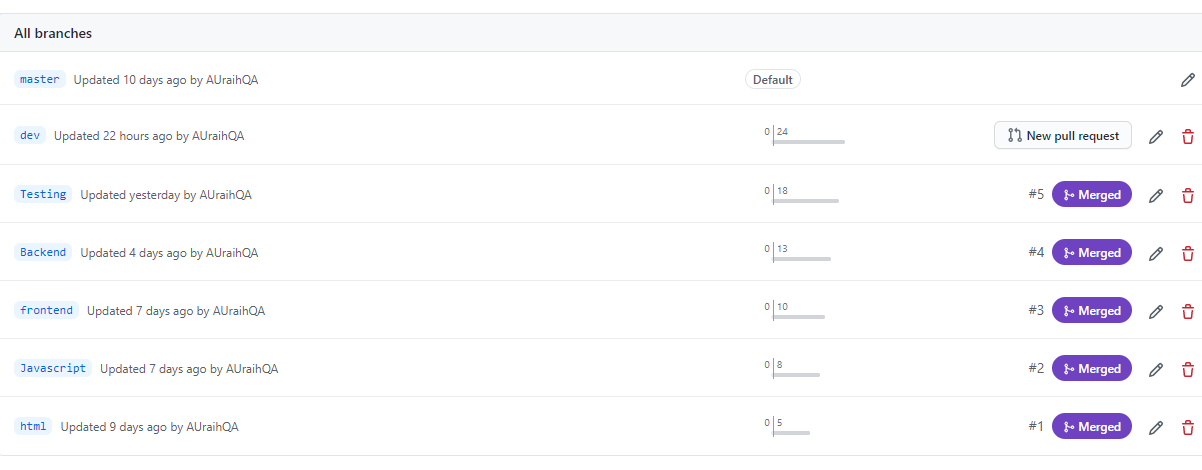 All branches
master Updated 10 days ago by AUraihQA Default
dev Updated 22 hours ago by AUraihQA 0 24 New pull request
Testing Updated yesterday by AUraihQA 0 18 #5 Merged
Backend Updated 4 days ago by AUraihQA 0 13 #4 Merged
frontend Updated 7 days ago by AUraihQA 0 10 #3 Merged
Javascript Updated 7 days ago by AUraihQA 0 8 #2 Merged
html Updated 9 days ago by AUraihQA 0 5 #1 Merged